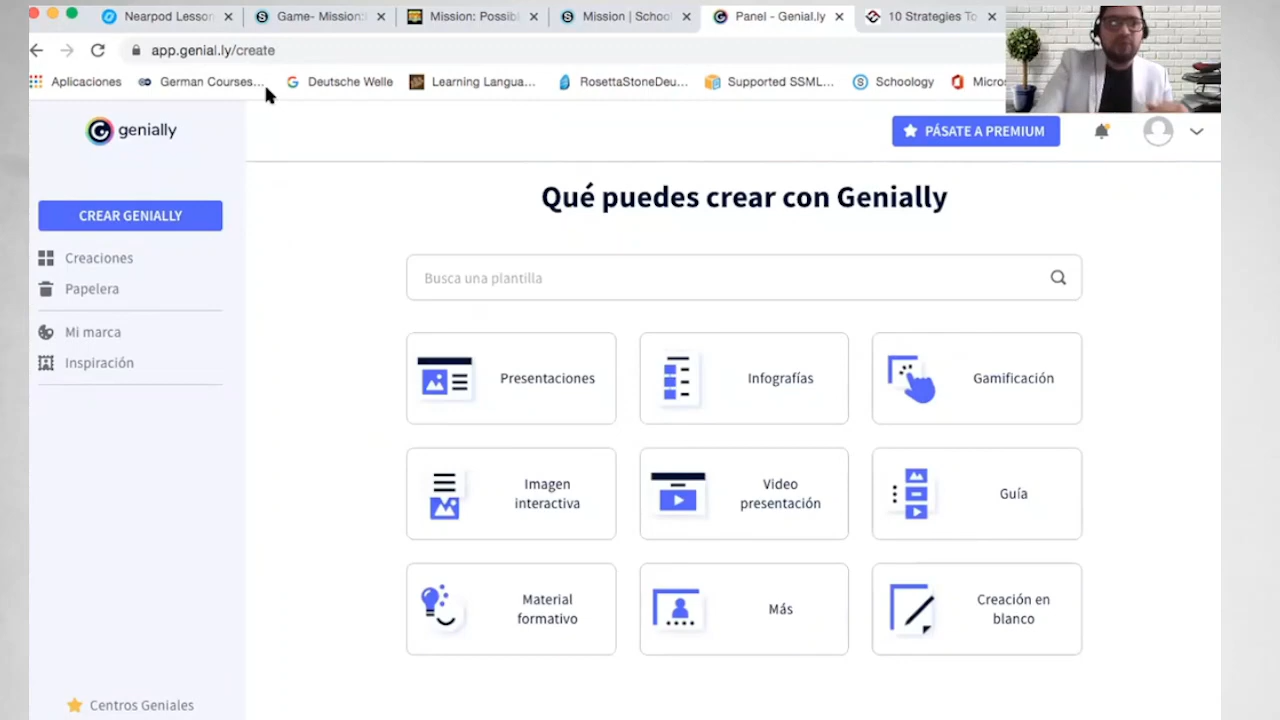 Nearpod Lesson
Game- Mission:
Mission: Possibl
Mission | School
Panel - Genial.ly
10 Strategies To
app.genial.ly/create
Aplicaciones
German Courses...
Deutsche Welle
Learning Langua...
RosettaStoneDeu...
Supported SSML...
Schoology
Micros
genially
PÁSATE A PREMIUM
CREAR GENIALLY
Creaciones
Papelera
Mi marca
Inspiración
Centros Geniales
Qué puedes crear con Genially
Busca una plantilla
Presentaciones
Infografías
Gamificación
Imagen
interactiva
Video
presentación
Guía
Material
formativo
Más
Creación en
blanco